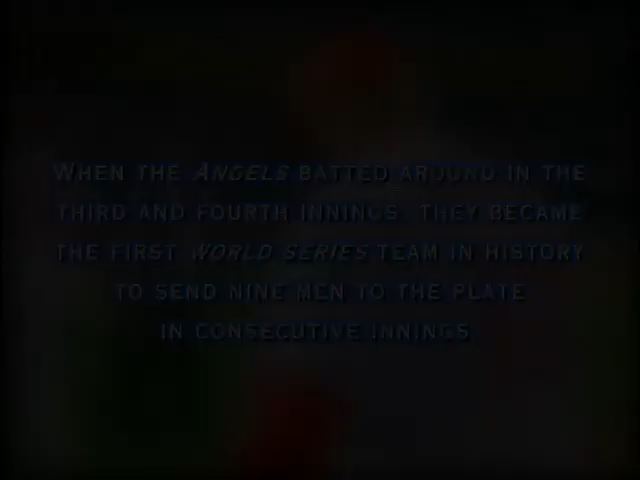 WHEN THE ANGELS BATTED AROUND IN THE
THIRD AND FOURTH INNINGS, THEY BECAME
THE FIRST WORLD SERIES TEAM IN HISTORY
TO SEND NINE MEN TO THE PLATE
IN CONSECUTIVE INNINGS.